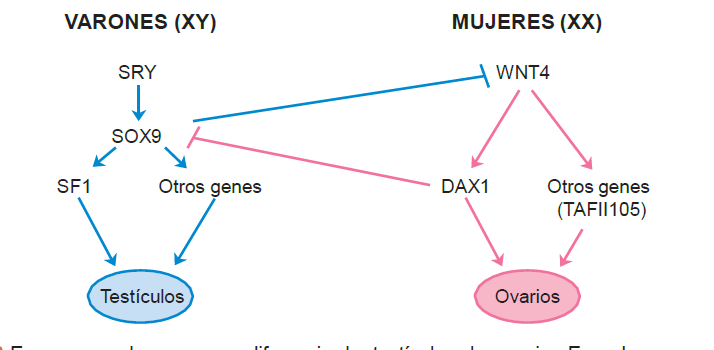 VARONES (XY)
MUJERES (XX)
SRY
WNT4
SOX9
SF1
Otros genes
DAX1
Otros genes
(TAFII105)
Testículos
Ovarios